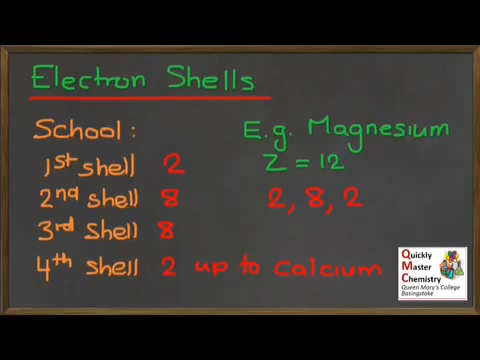 Electron Shells
School:
1st shell 2
2nd shell 8
3rd shell 8
4th shell 2 up to calcium
E.g. Magnesium
Z = 12
2, 8, 2
Quickly
Master
Chemistry
Queen Mary's College
Basingstoke